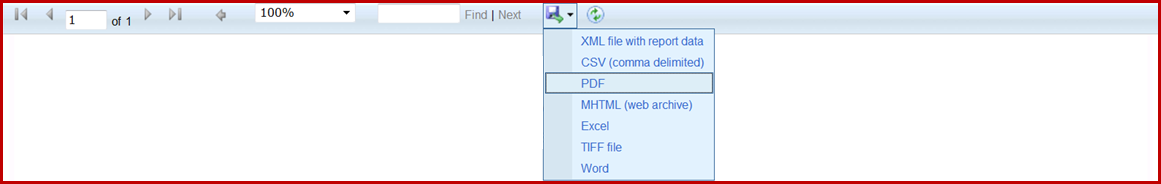 1 of 1 100% Find | Next
XML file with report data
CSV (comma delimited)
PDF
MHTML (web archive)
Excel
TIFF file
Word